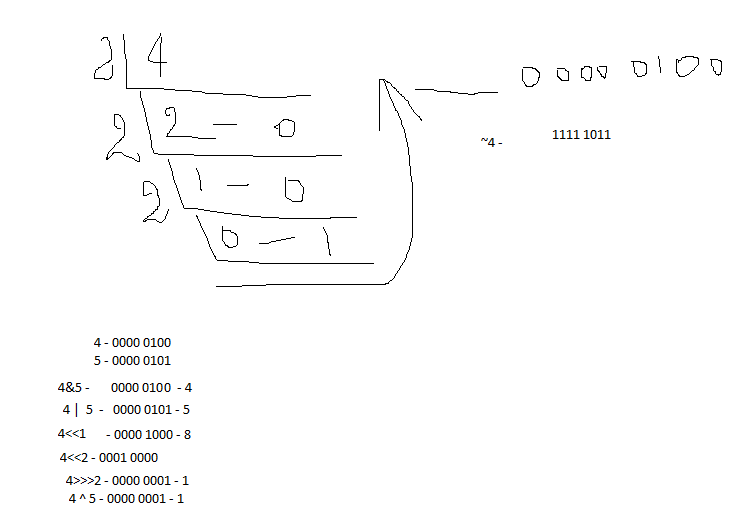 2 4 0000 0100
2 2 - 0
~4 - 1111 1011
2 1 - 0
0 - 1
4 - 0000 0100
5 - 0000 0101
4&5 - 0000 0100 - 4
4 | 5 - 0000 0101 - 5
4<<1 - 0000 1000 - 8
4<<2 - 0001 0000
4>>>2 - 0000 0001 - 1
4 ^ 5 - 0000 0001 - 1